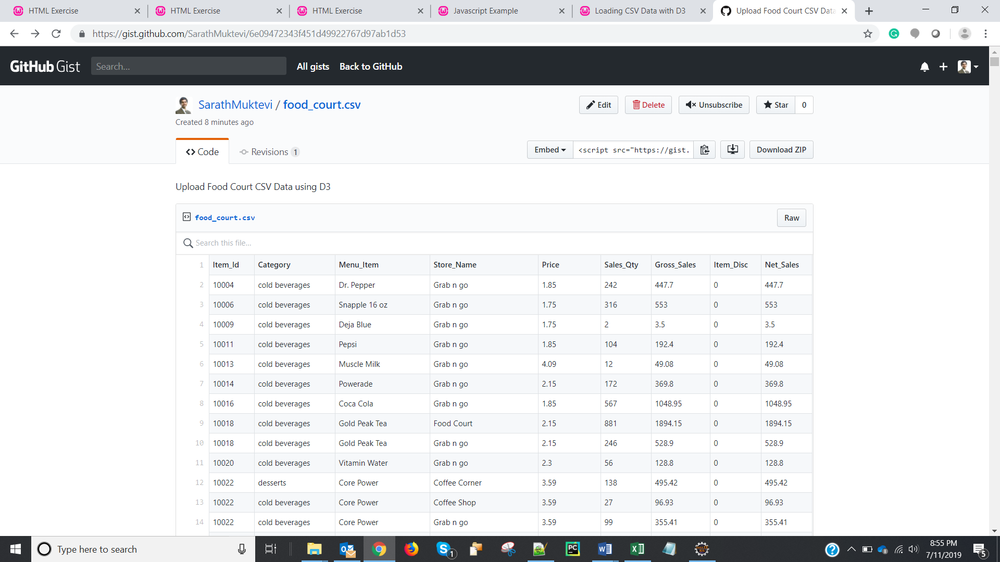 HTML Exercise
HTML Exercise
HTML Exercise
Javascript Example
Loading CSV Data with D3
Upload Food Court CSV Data
https://gist.github.com/SarathMuktevi/6e09472343f451d49922767d97ab1d53
GitHub Gist Search... All gists Back to GitHub
SarathMuktevi / food_court.csv
Edit Delete Unsubscribe Star 0
Created 8 minutes ago
Code Revisions 1
Embed <script src="https://gist. Download ZIP
Upload Food Court CSV Data using D3
food_court.csv Raw
Search this file...
1 Item_Id Category Menu_Item Store_Name Price Sales_Qty Gross_Sales Item_Disc Net_Sales
2 10004 cold beverages Dr. Pepper Grab n go 1.85 242 447.7 0 447.7
3 10006 cold beverages Snapple 16 oz Grab n go 1.75 316 553 0 553
4 10009 cold beverages Deja Blue Grab n go 1.75 2 3.5 0 3.5
5 10011 cold beverages Pepsi Grab n go 1.85 104 192.4 0 192.4
6 10013 cold beverages Muscle Milk Grab n go 4.09 12 49.08 0 49.08
7 10014 cold beverages Powerade Grab n go 2.15 172 369.8 0 369.8
8 10016 cold beverages Coca Cola Grab n go 1.85 567 1048.95 0 1048.95
9 10018 cold beverages Gold Peak Tea Food Court 2.15 881 1894.15 0 1894.15
10 10018 cold beverages Gold Peak Tea Grab n go 2.15 246 528.9 0 528.9
11 10020 cold beverages Vitamin Water Grab n go 2.3 56 128.8 0 128.8
12 10022 desserts Core Power Coffee Corner 3.59 138 495.42 0 495.42
13 10022 cold beverages Core Power Coffee Shop 3.59 27 96.93 0 96.93
14 10022 cold beverages Core Power Grab n go 3.59 99 355.41 0 355.41
Type here to search
1
PC
8:55 PM
7/11/2019
5